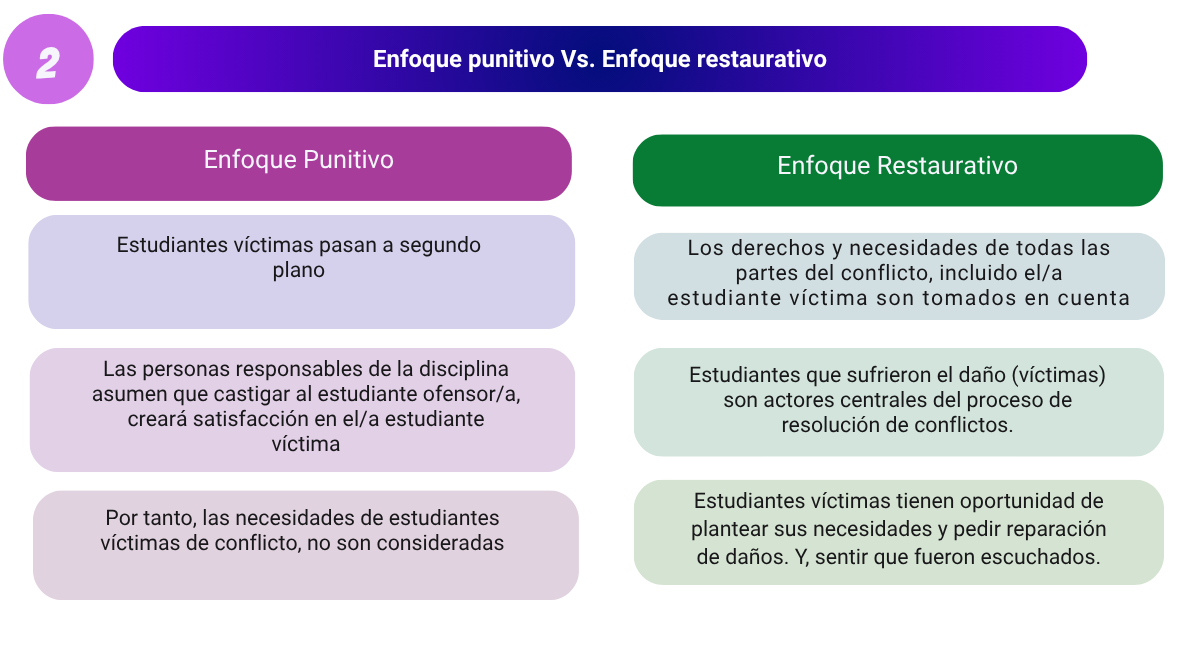 2
Enfoque punitivo Vs. Enfoque restaurativo
Enfoque Punitivo
Estudiantes víctimas pasan a segundo
plano
Las personas responsables de la disciplina
asumen que castigar al estudiante ofensor/a,
creará satisfacción en el/a estudiante
víctima
Por tanto, las necesidades de estudiantes
víctimas de conflicto, no son consideradas
Enfoque Restaurativo
Los derechos y necesidades de todas las
partes del conflicto, incluido el/a
estudiante víctima son tomados en cuenta
Estudiantes que sufrieron el daño (víctimas)
son actores centrales del proceso de
resolución de conflictos.
Estudiantes víctimas tienen oportunidad de
plantear sus necesidades y pedir reparación
de daños. Y, sentir que fueron escuchados.